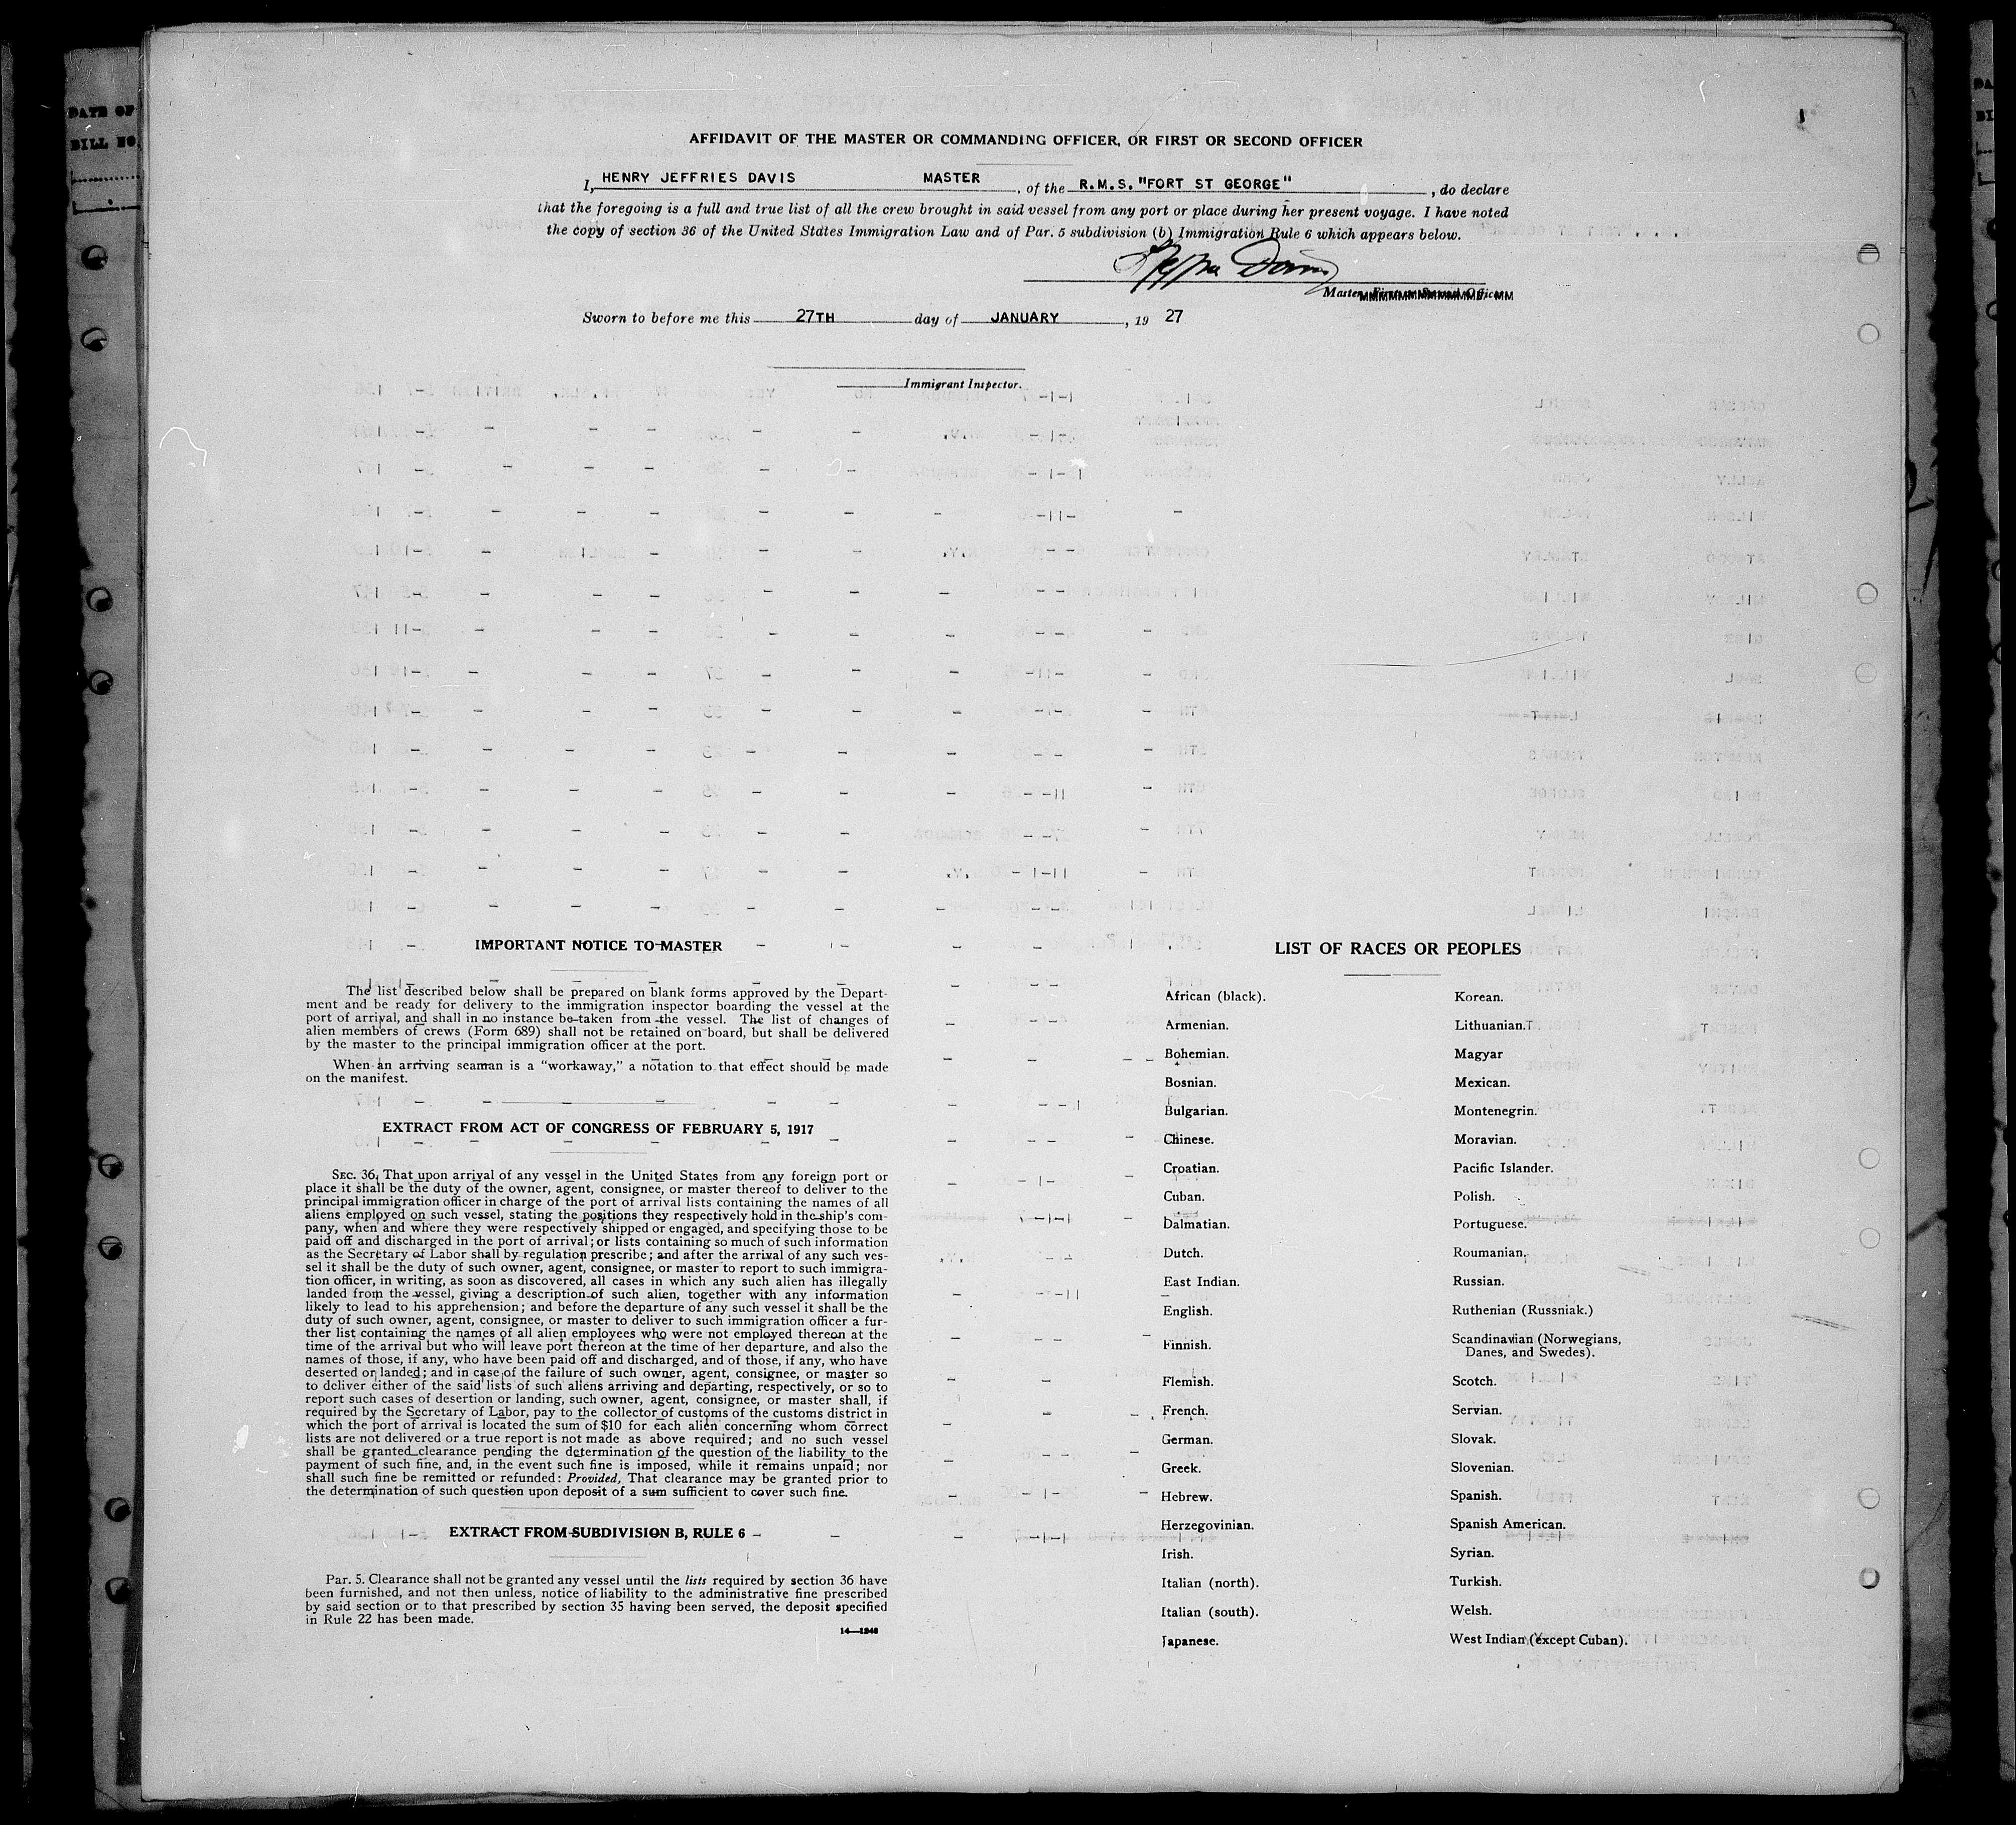 DATE OF
BILL NO.
1
AFFIDAVIT OF THE MASTER OR COMMANDING OFFICER, OR FIRST OR SECOND OFFICER
I, HENRY JEFFRIES DAVIS MASTER, of the R.M.S. "FORT ST GEORGE", do declare
that the foregoing is a full and true list of all the crew brought in said vessel from any port or place during her present voyage. I have noted
the copy of section 36 of the United States Immigration Law and of Par. 5 subdivision (b) Immigration Rule 6 which appears below.
Davis
Master, First or Second Officer.
Sworn to before me this 27TH day of JANUARY, 19 27
Immigrant Inspector.
IMPORTANT NOTICE TO MASTER
The list described below shall be prepared on blank forms approved by the Depart-
ment and be ready for delivery to the immigration inspector boarding the vessel at the
port of arrival, and shall in no instance be taken from the vessel. The list of changes of
alien members of crews (Form 689) shall not be retained on board, but shall be delivered
by the master to the principal immigration officer at the port.
When an arriving seaman is a "workaway," a notation to that effect should be made
on the manifest.
EXTRACT FROM ACT OF CONGRESS OF FEBRUARY 5, 1917
SEC. 36. That upon arrival of any vessel in the United States from any foreign port or
place it shall be the duty of the owner, agent, consignee, or master thereof to deliver to the
principal immigration officer in charge of the port of arrival lists containing the names of all
aliens employed on such vessel, stating the positions they respectively hold in the ship's com-
pany, when and where they were respectively shipped or engaged, and specifying those to be
paid off and discharged in the port of arrival; or lists containing so much of such information
as the Secretary of Labor shall by regulation prescribe; and after the arrival of any such ves-
sel it shall be the duty of such owner, agent, consignee, or master to report to such immigra-
tion officer, in writing, as soon as discovered, all cases in which any such alien has illegally
landed from the vessel, giving a description of such alien, together with any information
likely to lead to his apprehension; and before the departure of any such vessel it shall be the
duty of such owner, agent, consignee, or master to deliver to such immigration officer a fur-
ther list containing the names of all alien employees who were not employed thereon at the
time of the arrival but who will leave port thereon at the time of her departure, and also the
names of those, if any, who have been paid off and discharged, and of those, if any, who have
deserted or landed; and in case of the failure of such owner, agent, consignee, or master so
to deliver either of the said lists of such aliens arriving and departing, respectively, or so to
report such cases of desertion or landing, such owner, agent, consignee, or master shall, if
required by the Secretary of Labor, pay to the collector of customs of the customs district in
which the port of arrival is located the sum of $10 for each alien concerning whom correct
lists are not delivered or a true report is not made as above required; and no such vessel
shall be granted clearance pending the determination of the question of the liability to the
payment of such fine, and, in the event such fine is imposed, while it remains unpaid; nor
shall such fine be remitted or refunded: Provided, That clearance may be granted prior to
the determination of such question upon deposit of a sum sufficient to cover such fine.
EXTRACT FROM SUBDIVISION B, RULE 6
Par. 5. Clearance shall not be granted any vessel until the lists required by section 36 have
been furnished, and not then unless, notice of liability to the administrative fine prescribed
by said section or to that prescribed by section 35 having been served, the deposit specified
in Rule 22 has been made.
14—1940
LIST OF RACES OR PEOPLES
African (black).
Armenian.
Bohemian.
Bosnian.
Bulgarian.
Chinese.
Croatian.
Cuban.
Dalmatian.
Dutch.
East Indian.
English.
Finnish.
Flemish.
French.
German.
Greek.
Hebrew.
Herzegovinian.
Irish.
Italian (north).
Italian (south).
Japanese.
Korean.
Lithuanian.
Magyar
Mexican.
Montenegrin.
Moravian.
Pacific Islander.
Polish.
Portuguese.
Roumanian.
Russian.
Ruthenian (Russniak.)
Scandinavian (Norwegians,
Danes, and Swedes).
Scotch.
Servian.
Slovak.
Slovenian.
Spanish.
Spanish American.
Syrian.
Turkish.
Welsh.
West Indian (except Cuban).